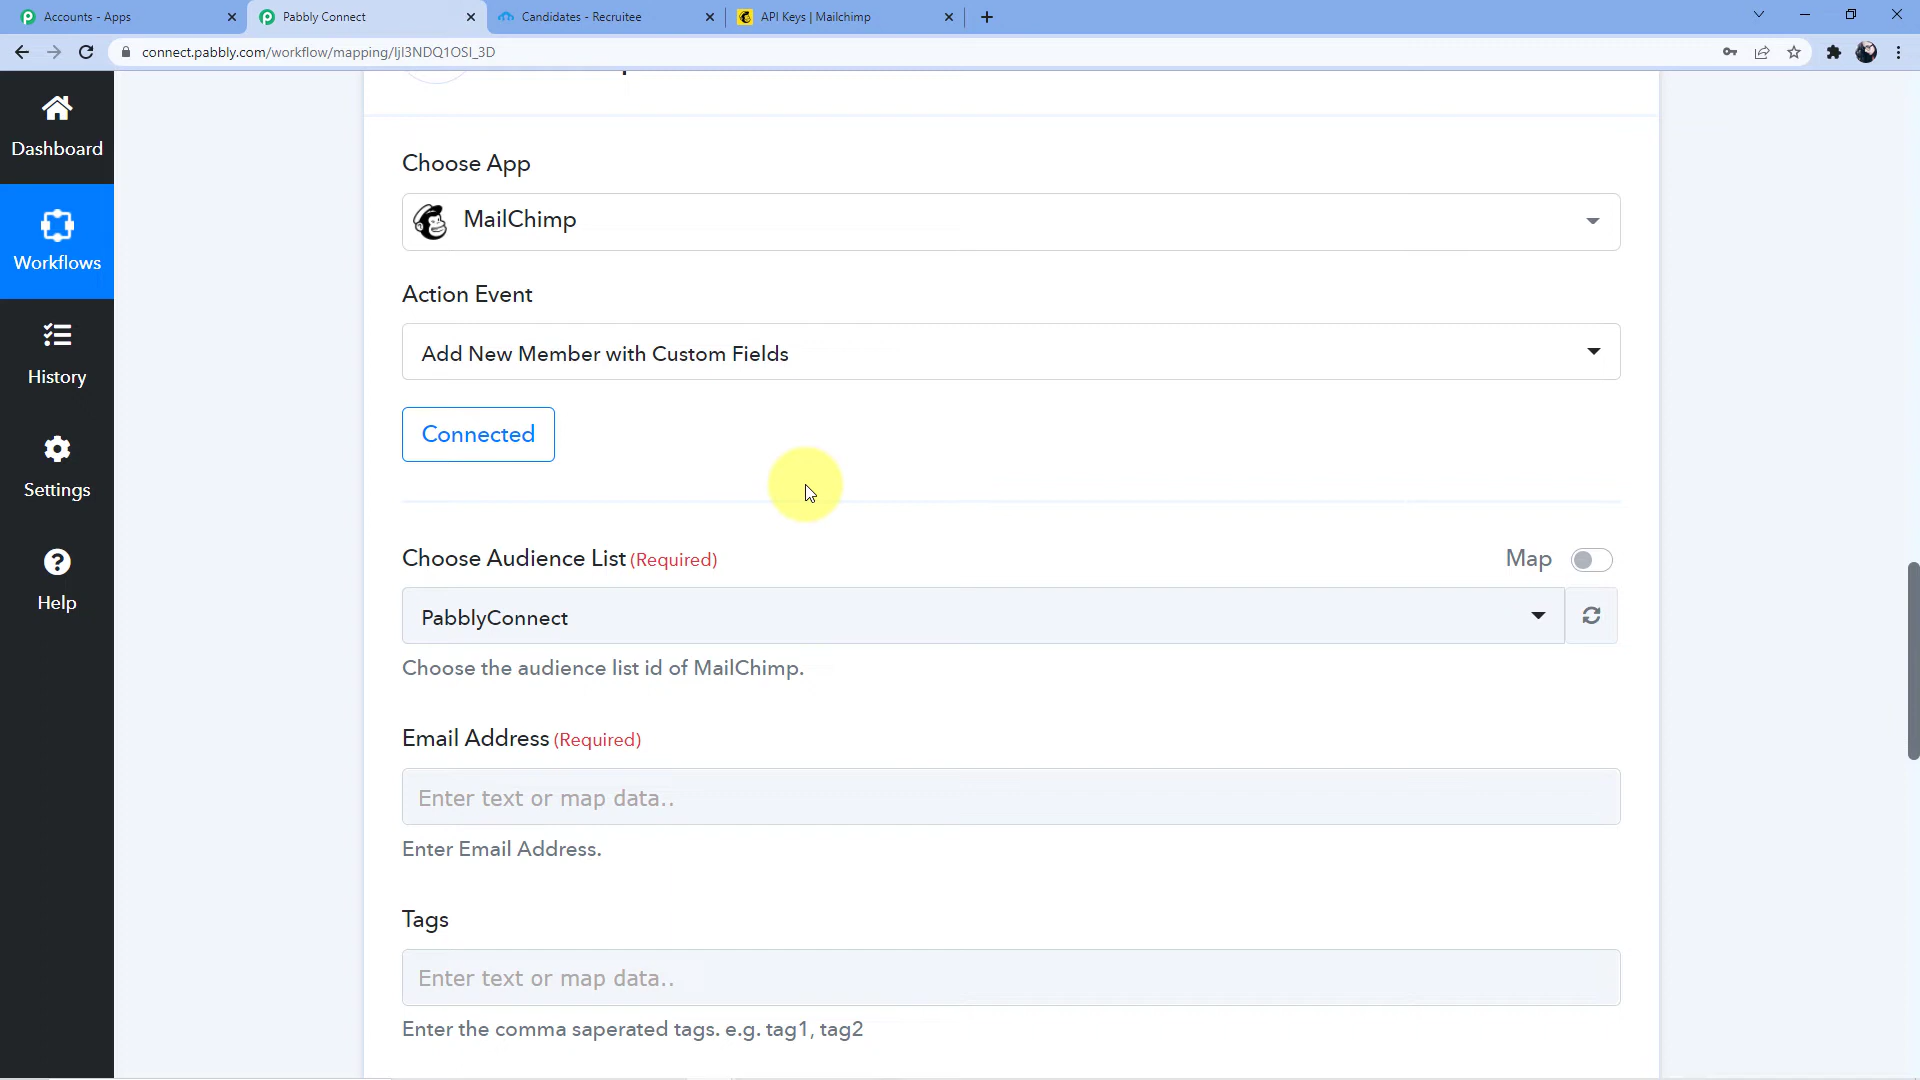 Accounts - Apps
Pabbly Connect
Candidates - Recruitee
API Keys | Mailchimp
connect.pabbly.com/workflow/mapping/IjI3NDQ1OSI_3D
Dashboard
Workflows
History
Settings
Help
Choose App
MailChimp
Action Event
Add New Member with Custom Fields
Connected
Choose Audience List (Required)
Map
PabblyConnect
Choose the audience list id of MailChimp.
Email Address (Required)
Enter text or map data..
Enter Email Address.
Tags
Enter text or map data..
Enter the comma saperated tags. e.g. tag1, tag2